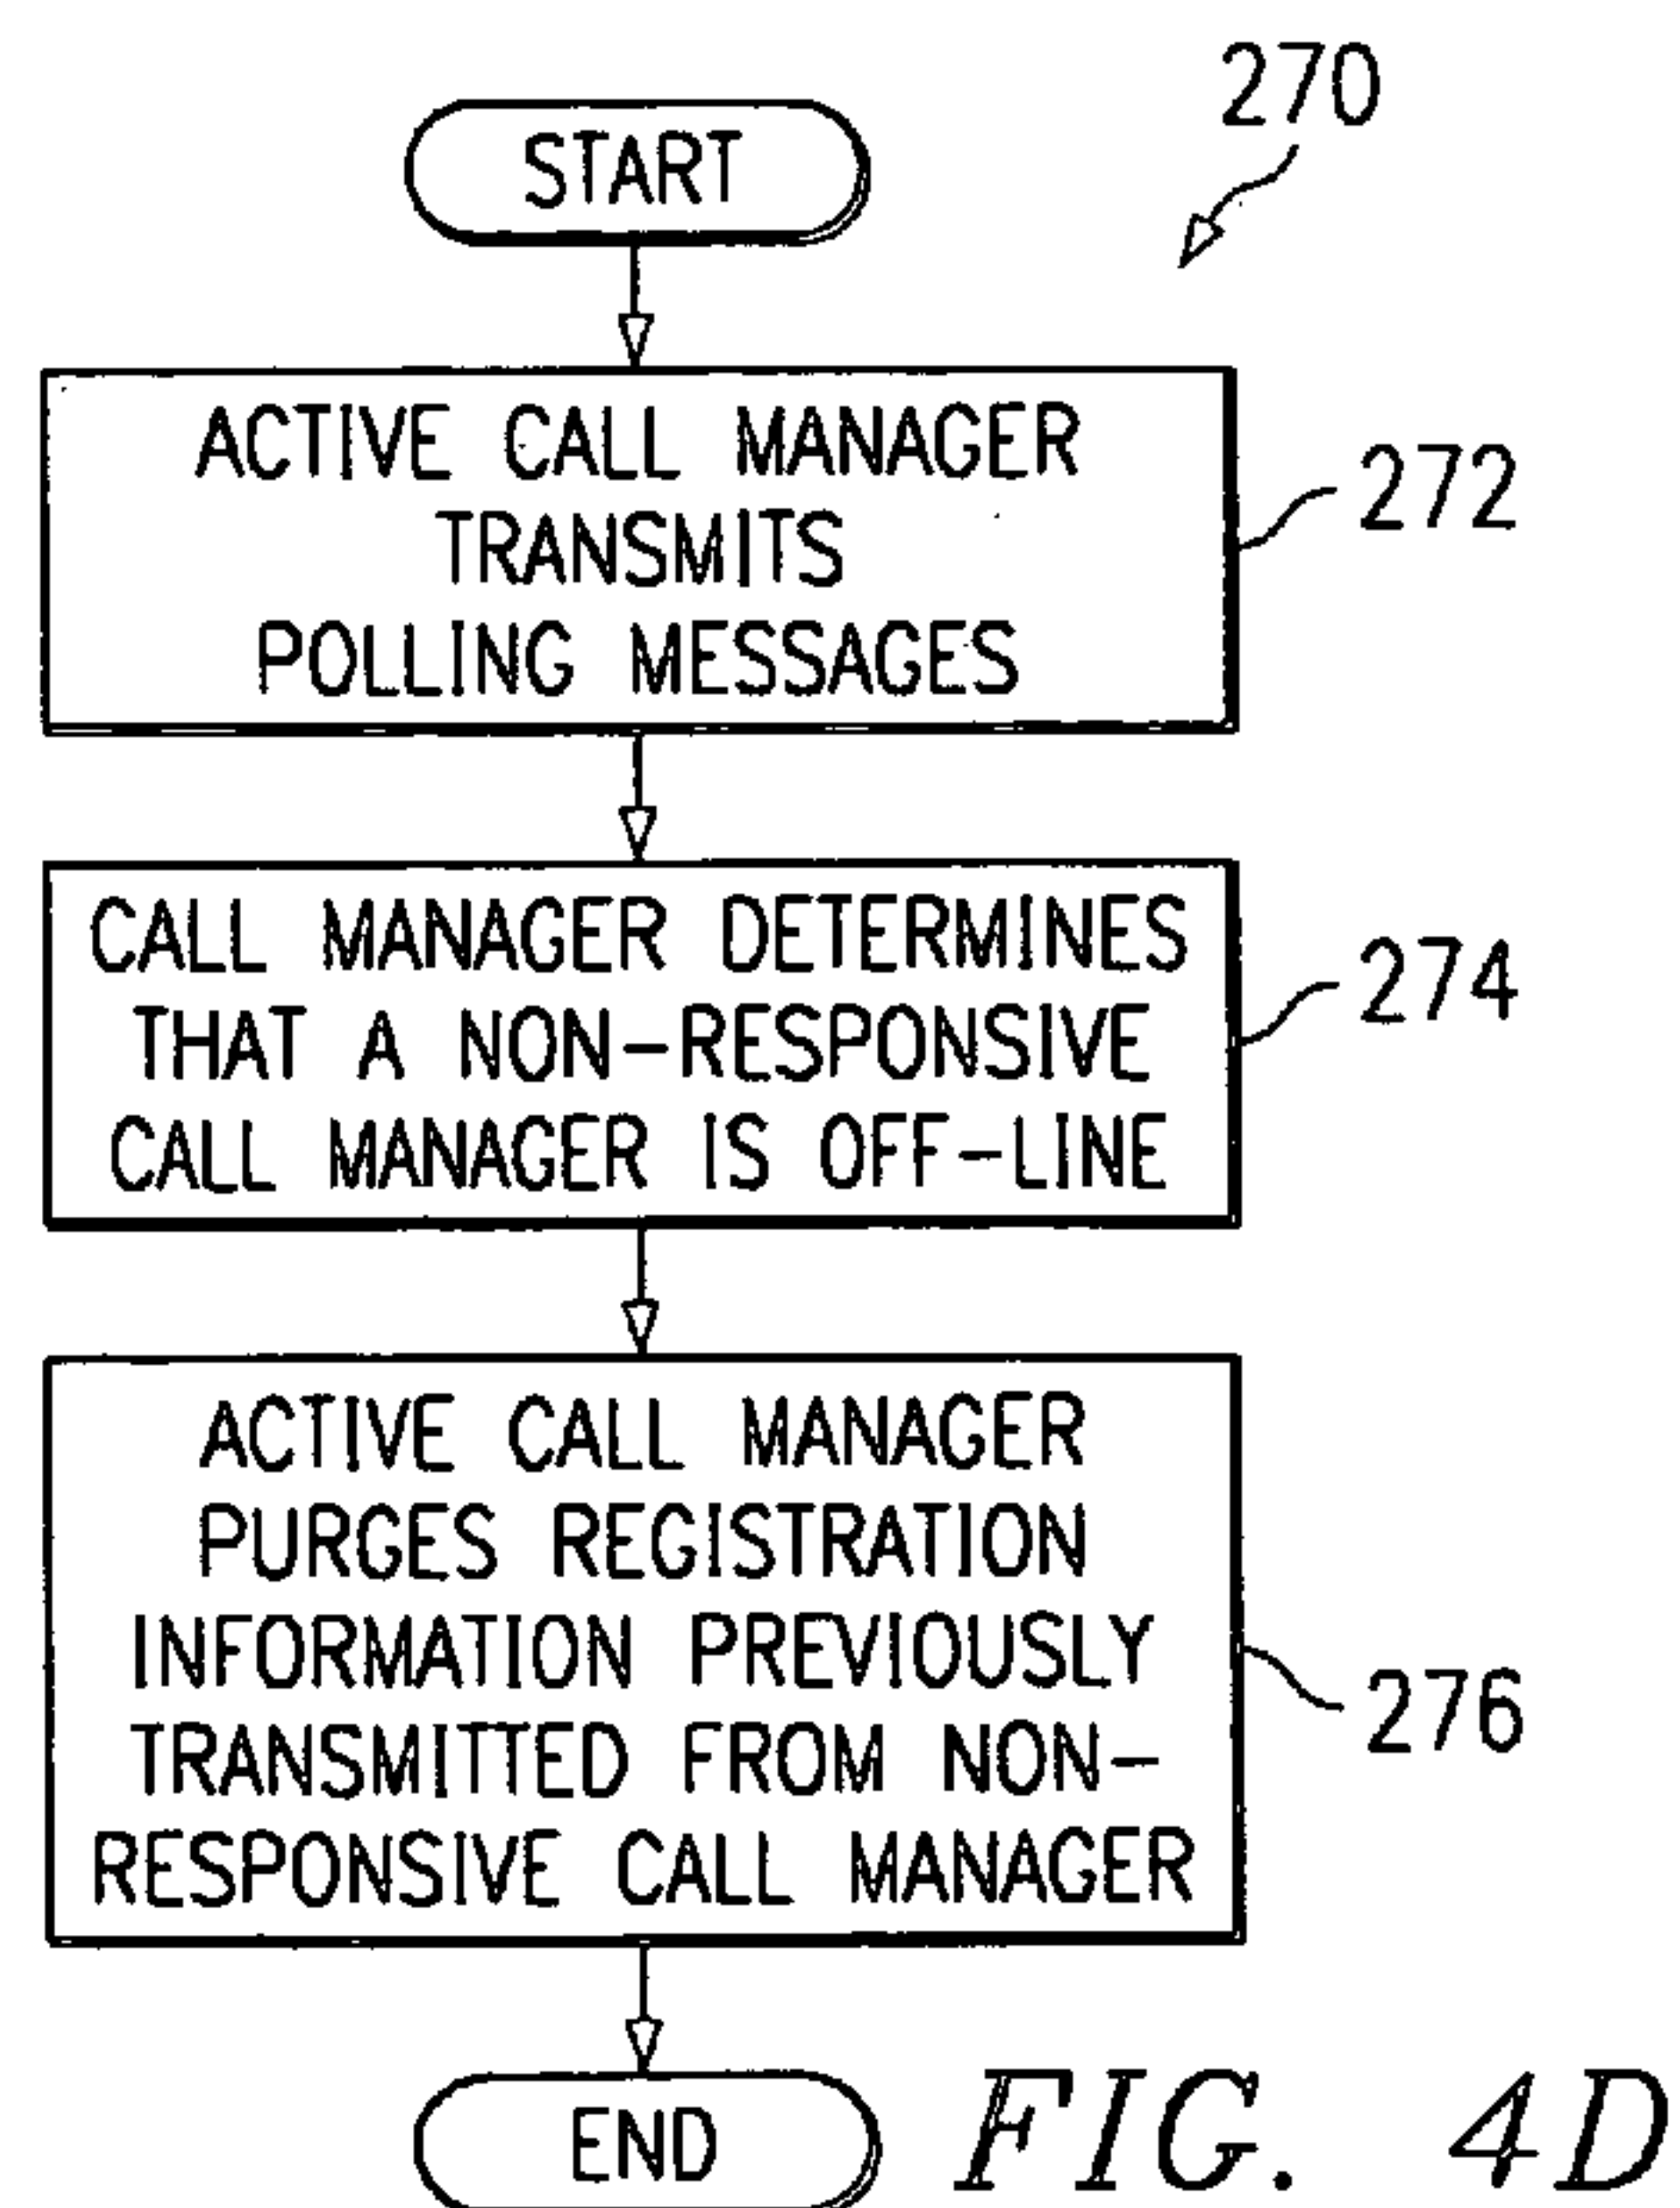 270
START
ACTIVE CALL MANAGER
TRANSMITS
POLLING MESSAGES
272
CALL MANAGER DETERMINES
THAT A NON-RESPONSIVE
CALL MANAGER IS OFF-LINE
274
ACTIVE CALL MANAGER
PURGES REGISTRATION
INFORMATION PREVIOUSLY
TRANSMITTED FROM NON-
RESPONSIVE CALL MANAGER
276
END
FIG. 4D